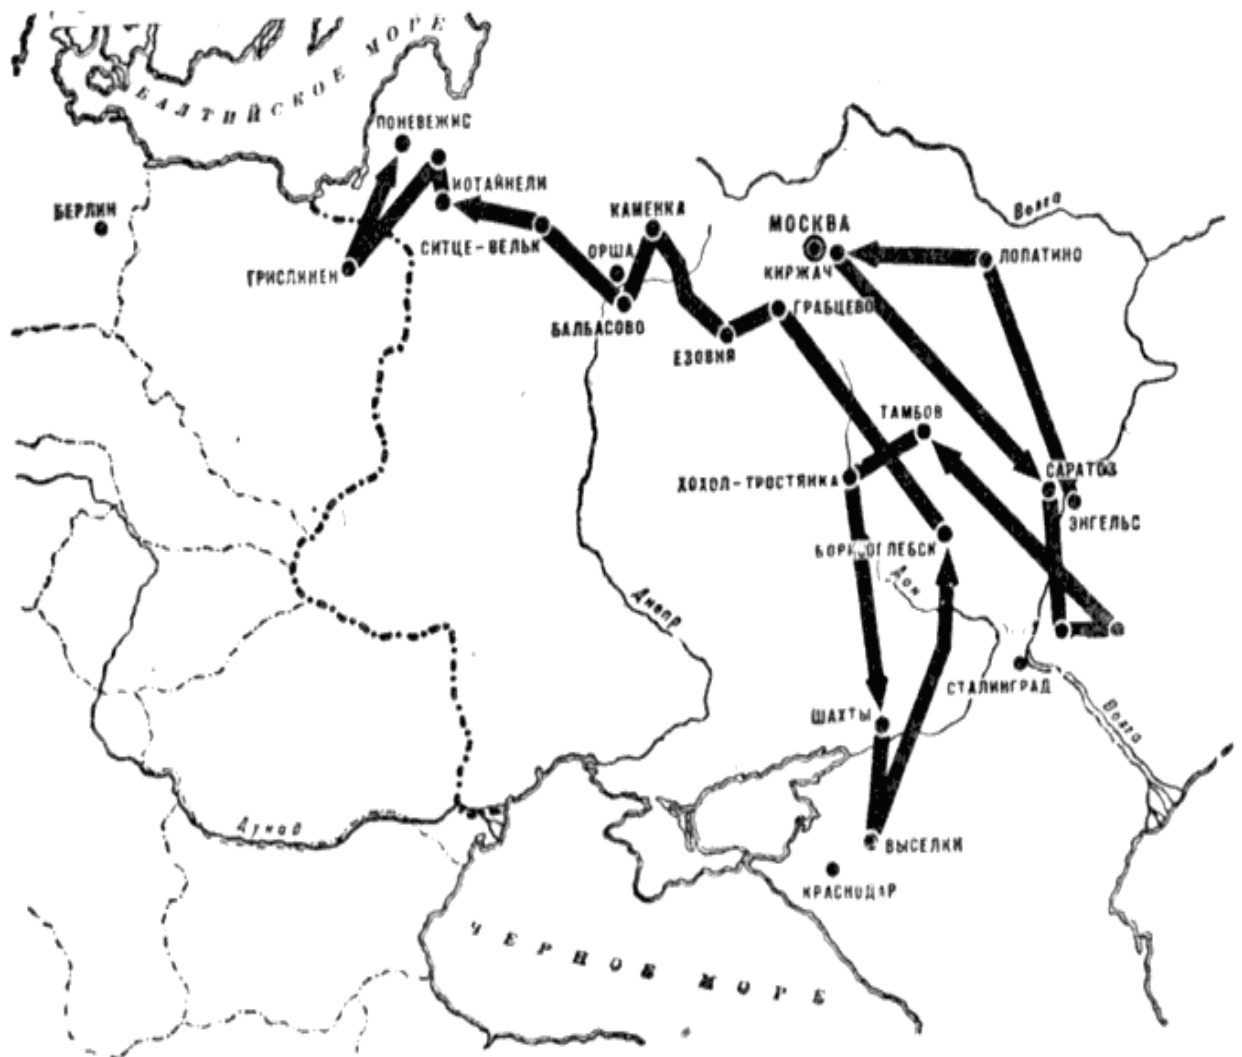 БАЛТИЙСКОЕ МОРЕ
ПОНЕВЕЖИС
ИОТАЙНЕЛИ
БЕРЛИН
КАМЕНКА
МОСКВА
Волга
СИТЦЕ-ВЕЛЬК
ОРША
КИРЖАЧ
ЛОПАТИНО
ГРИСЛИНЕН
БАЛБАСОВО
ГРАБЦЕВО
ЕЗОВНЯ
ТАМБОВ
САРАТОВ
ХОХОЛ-ТРОСТЯНКА
ЭНГЕЛЬС
БОРИСОГЛЕБСК
Дон
Днепр
СТАЛИНГРАД
ШАХТЫ
Волга
Дунай
ВЫСЕЛКИ
КРАСНОДАР
ЧЕРНОЕ МОРЕ